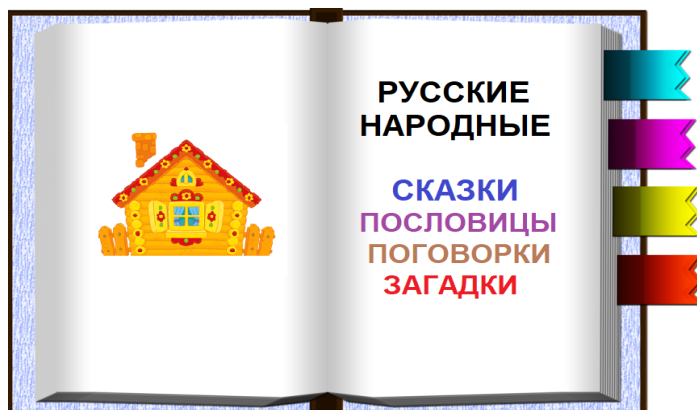 РУССКИЕ
НАРОДНЫЕ
СКАЗКИ
ПОСЛОВИЦЫ
ПОГОВОРКИ
ЗАГАДКИ